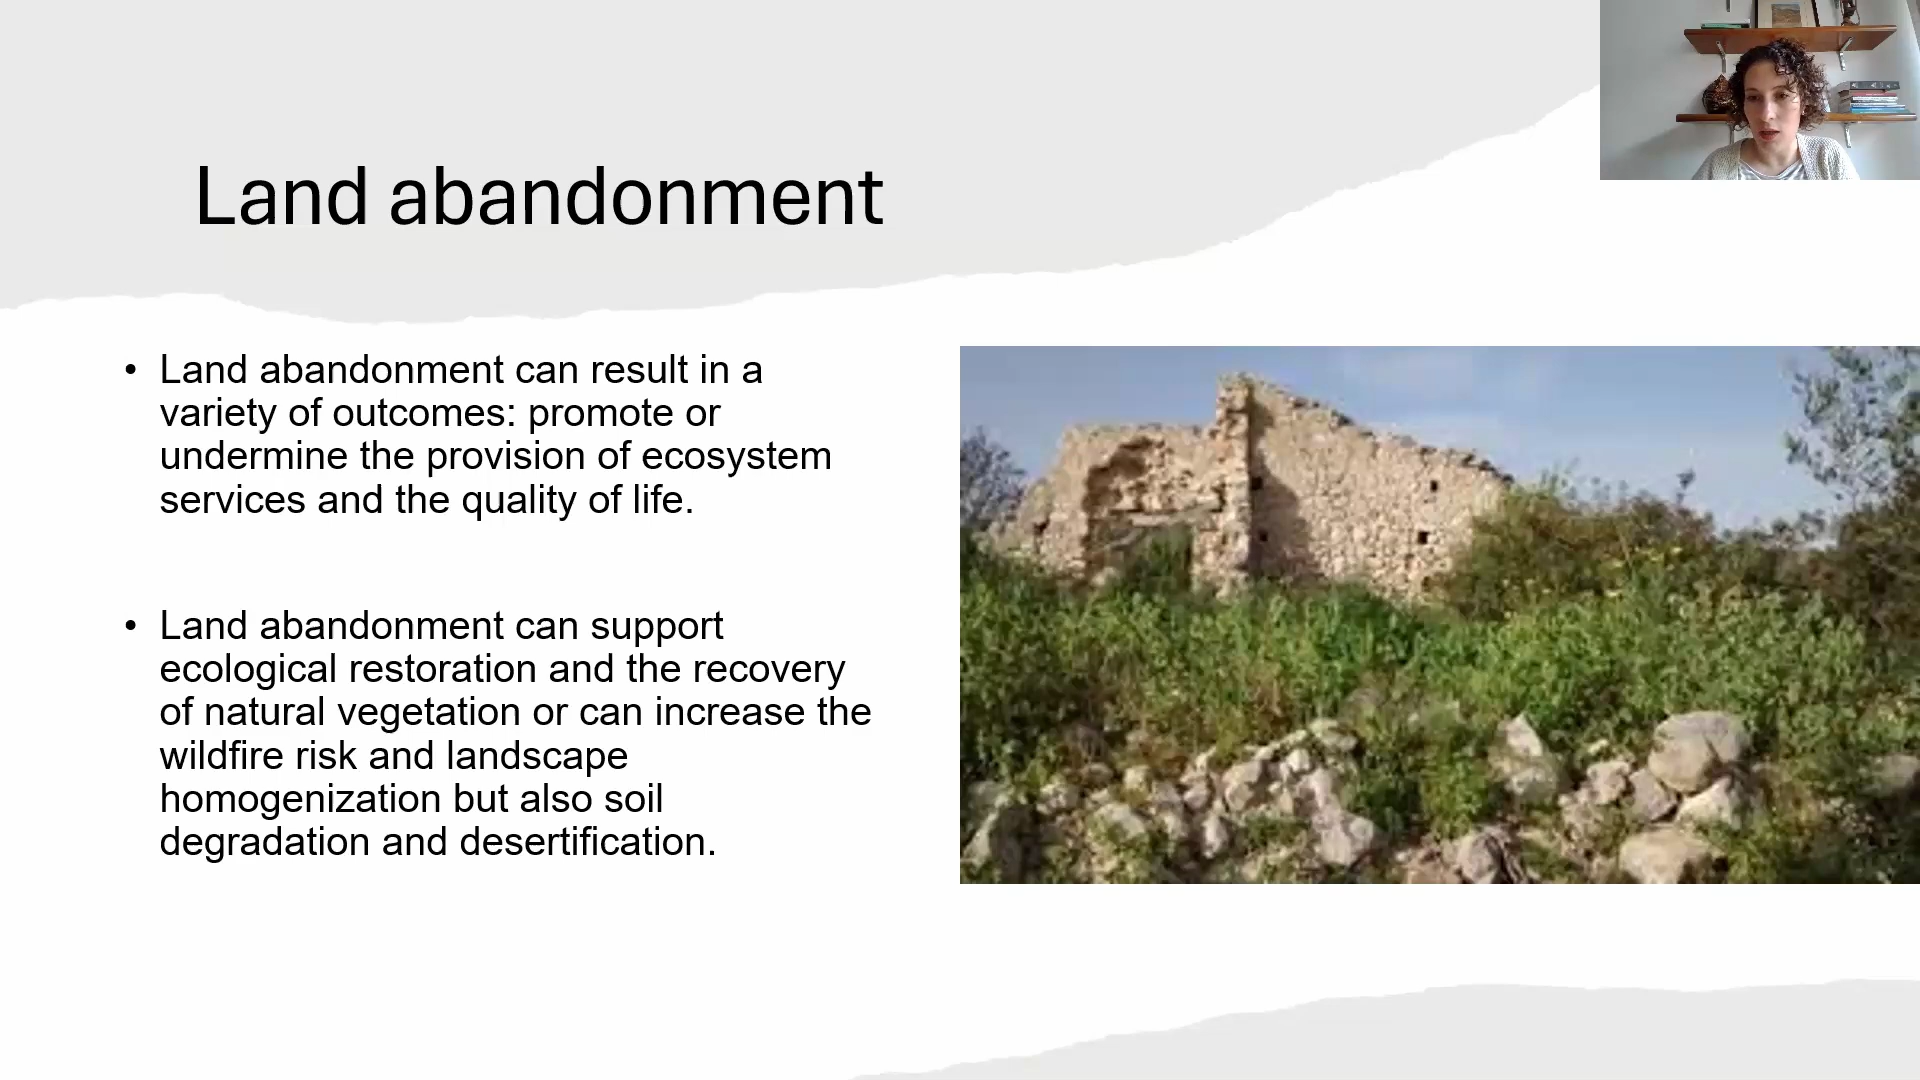 Land abandonment
• Land abandonment can result in a
variety of outcomes: promote or
undermine the provision of ecosystem
services and the quality of life.
• Land abandonment can support
ecological restoration and the recovery
of natural vegetation or can increase the
wildfire risk and landscape
homogenization but also soil
degradation and desertification.